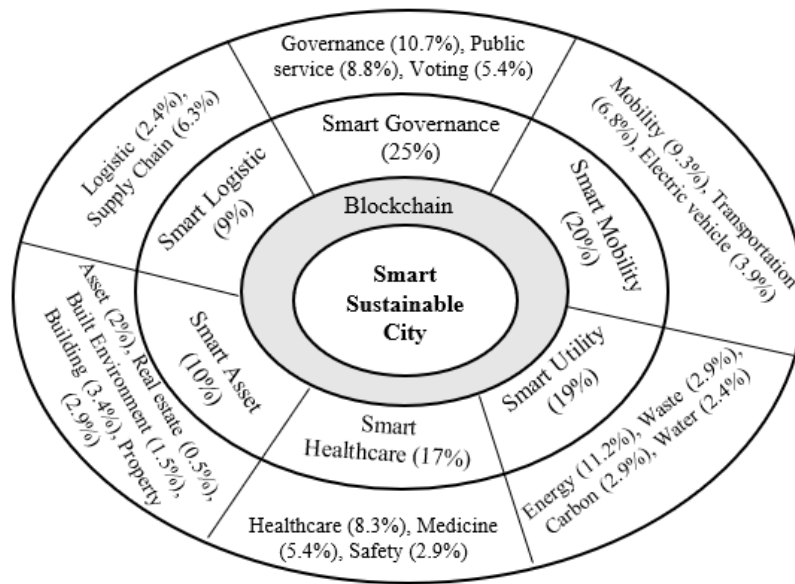 Governance (10.7%), Public
service (8.8%), Voting (5.4%)
Smart Governance
(25%)
Mobility (9.3%), Transportation
(6.8%), Electric vehicle (3.9%)
Smart Mobility
(20%)
Energy (11.2%), Waste (2.9%),
Carbon (2.9%), Water (2.4%)
Smart Utility
(19%)
Healthcare (8.3%), Medicine
(5.4%), Safety (2.9%)
Smart
Healthcare (17%)
Asset (2%), Real estate (0.5%),
Built Environment (1.5%),
Building (3.4%), Property
(2.9%)
Smart Asset
(10%)
Logistic (2.4%),
Supply Chain (6.3%)
Smart Logistic
(9%)
Blockchain
Smart
Sustainable
City